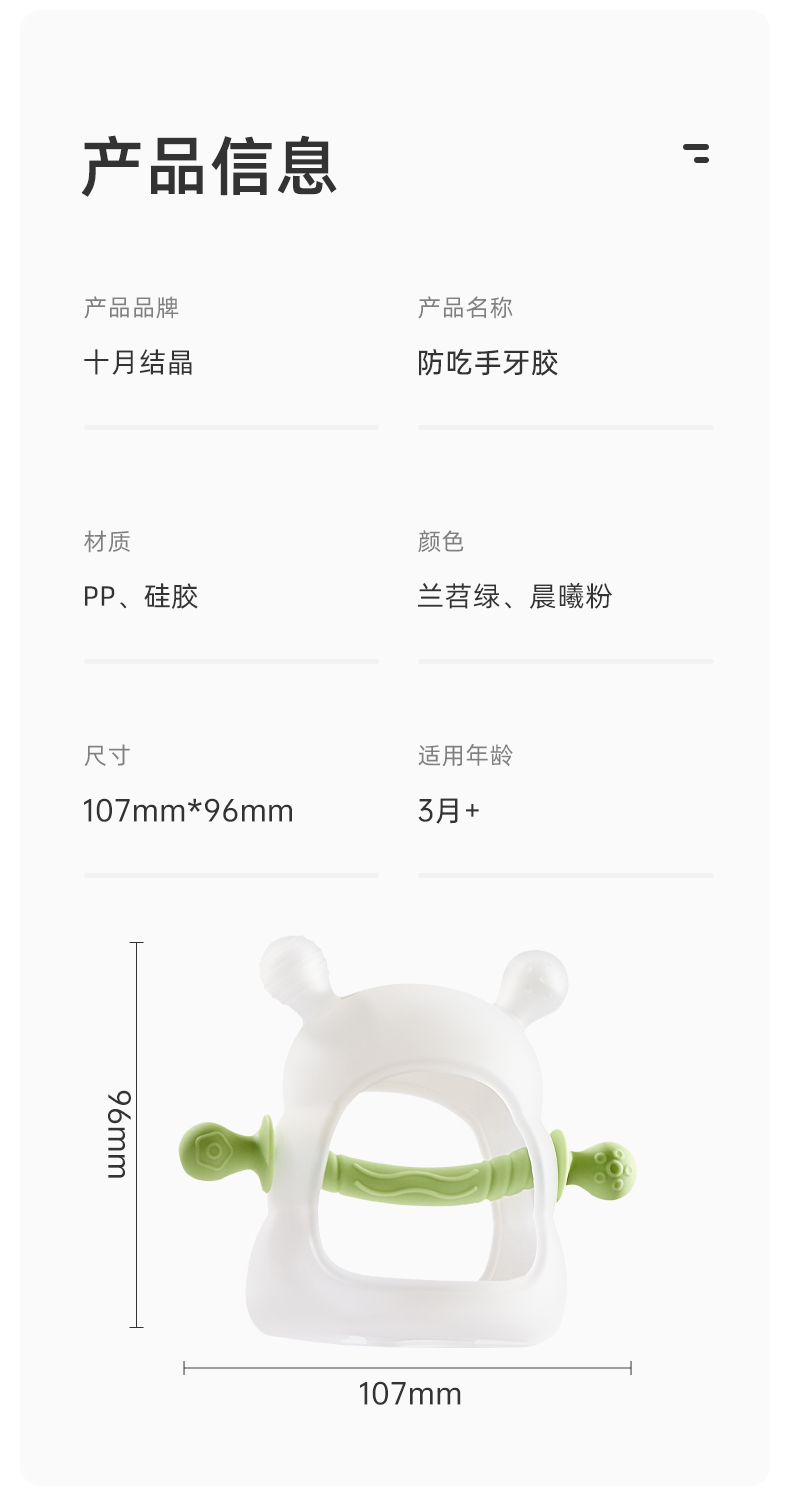 产品信息
产品品牌
十月结晶
产品名称
防吃手牙胶
材质
PP、硅胶
颜色
兰苕绿、晨曦粉
尺寸
107mm*96mm
适用年龄
3月+
96mm
107mm